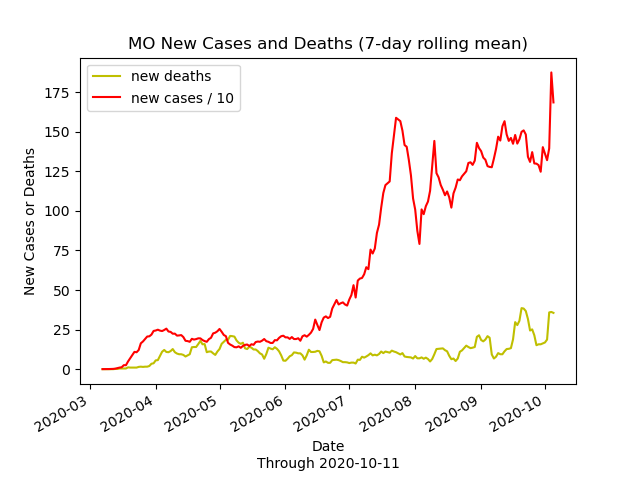 MO New Cases and Deaths (7-day rolling mean)
new deaths
new cases / 10
175
150
125
100
75
50
25
0
New Cases or Deaths
2020-03
2020-04
2020-05
2020-06
2020-07
2020-08
2020-09
2020-10
Date
Through 2020-10-11